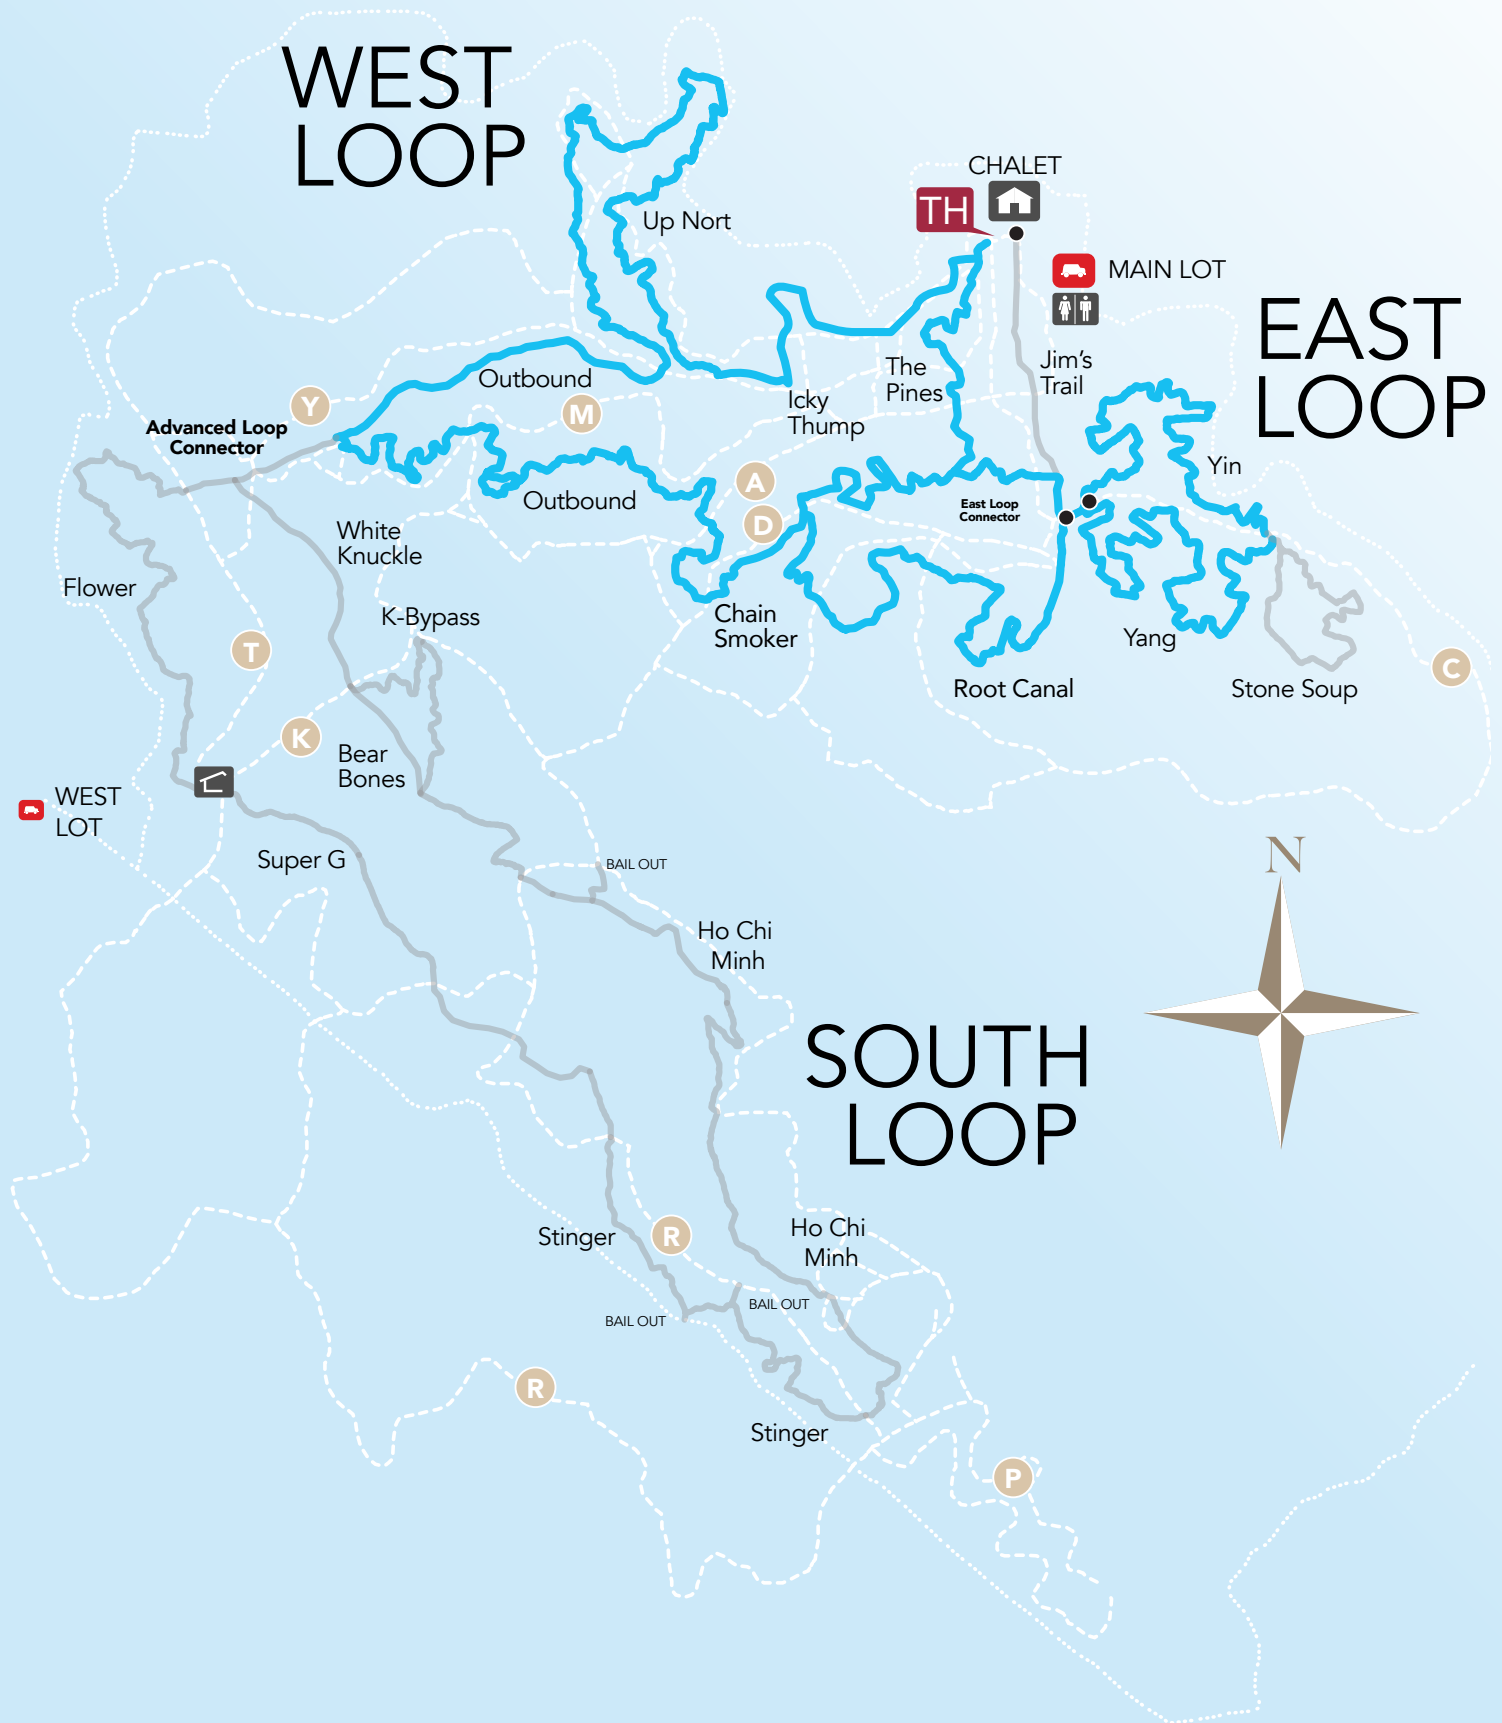 WEST
LOOP
CHALET
TH
Up Nort
MAIN LOT
EAST
LOOP
The
Pines
Jim's
Trail
Outbound
Icky
Thump
Y
M
Advanced Loop
Connector
Yin
Outbound
A
D
East Loop
Connector
White
Knuckle
Flower
K-Bypass
Chain
Smoker
Yang
T
C
Root Canal
Stone Soup
K
Bear
Bones
WEST
LOT
Super G
BAIL OUT
N
Ho Chi
Minh
SOUTH
LOOP
Stinger
R
Ho Chi
Minh
BAIL OUT
BAIL OUT
R
Stinger
P